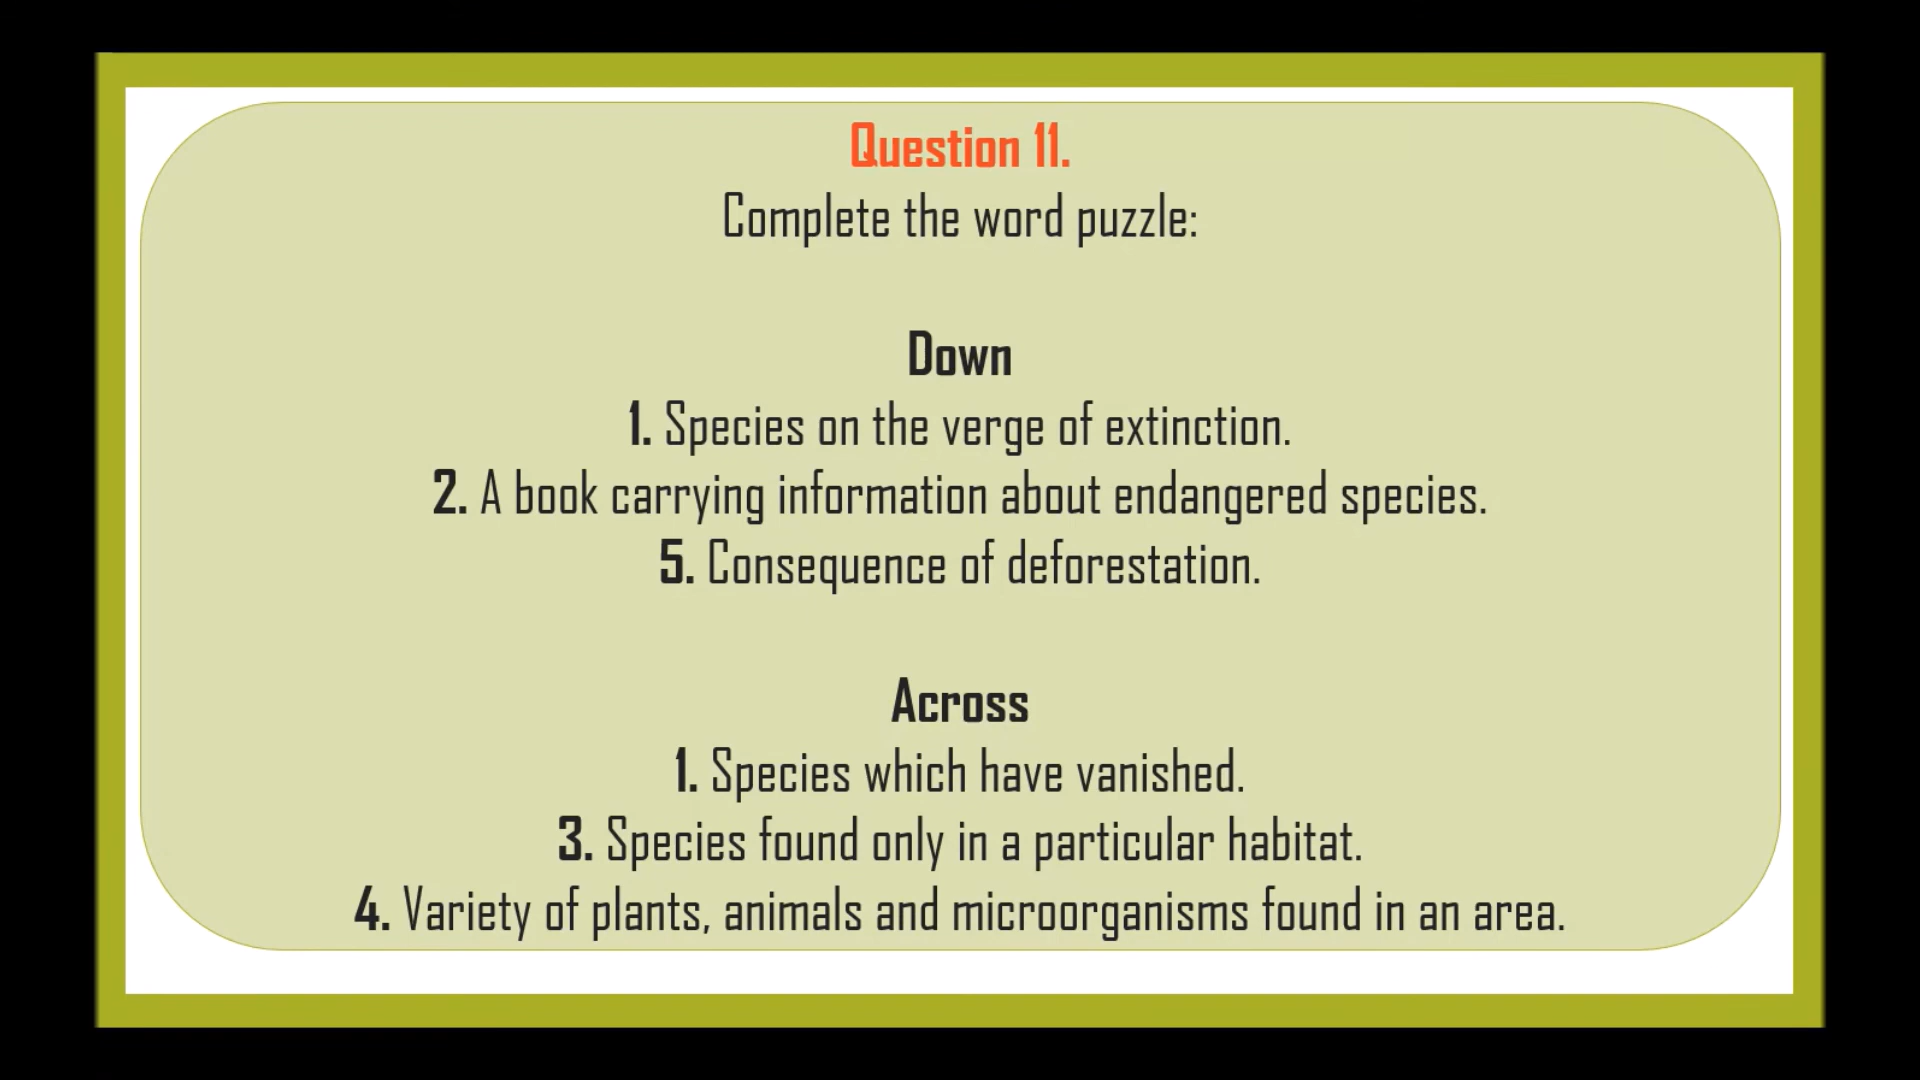 Question 11.
Complete the word puzzle:
Down
1. Species on the verge of extinction.
2. A book carrying information about endangered species.
5. Consequence of deforestation.
Across
1. Species which have vanished.
3. Species found only in a particular habitat.
4. Variety of plants, animals and microorganisms found in an area.